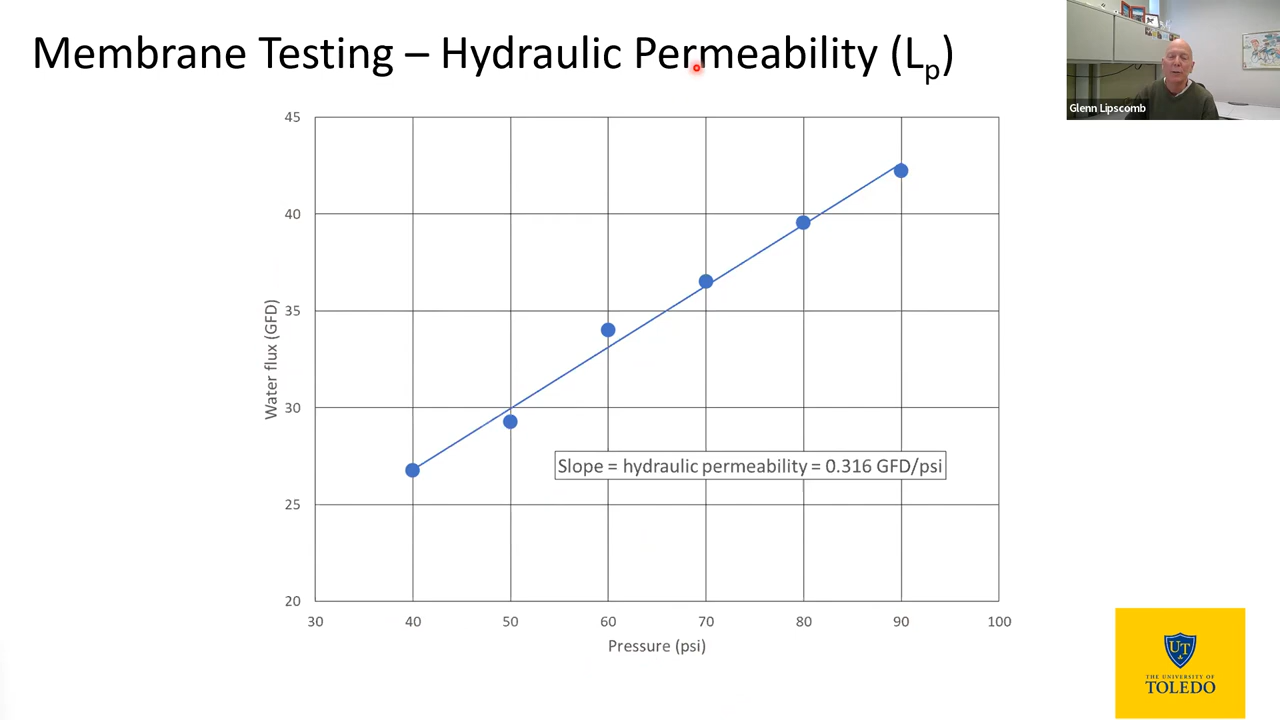 Membrane Testing – Hydraulic Permeability (Lp)
Glenn Lipscomb
45
40
35
30
25
20
Water flux (GFD)
Slope = hydraulic permeability = 0.316 GFD/psi
30 40 50 60 70 80 90 100
Pressure (psi)
UT
THE UNIVERSITY OF
TOLEDO